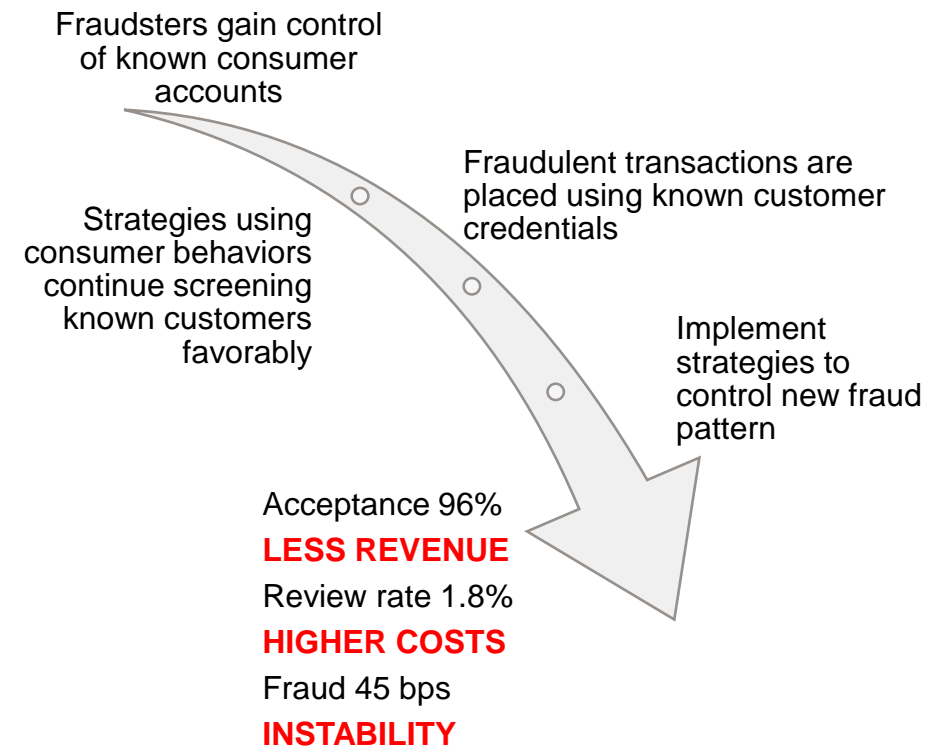 Fraudsters gain control
of known consumer
accounts
Strategies using
consumer behaviors
continue screening
known customers
favorably
Fraudulent transactions are
placed using known customer
credentials
Implement
strategies to
control new fraud
pattern
Acceptance 96%
LESS REVENUE
Review rate 1.8%
HIGHER COSTS
Fraud 45 bps
INSTABILITY